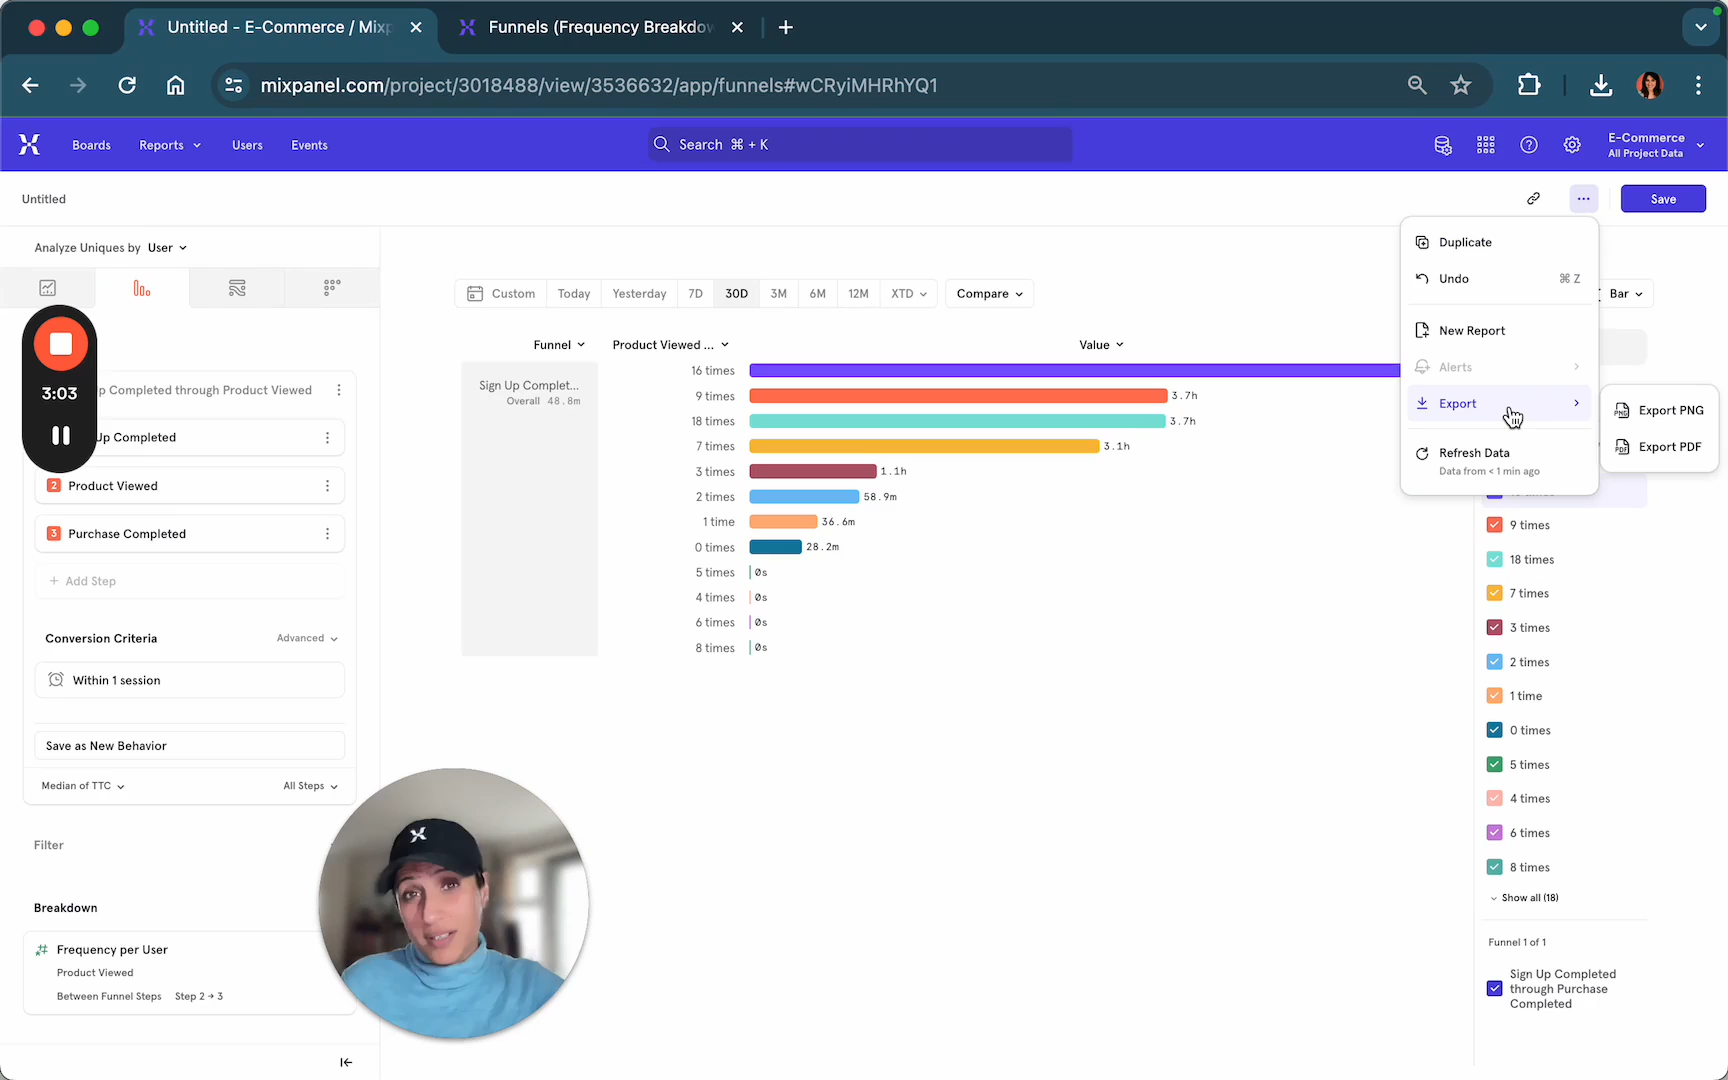 Untitled - E-Commerce / Mixp
Funnels (Frequency Breakdow
mixpanel.com/project/3018488/view/3536632/app/funnels#wCRyiMHRhYQ1
Boards
Reports
Users
Events
Search ⌘ + K
E-Commerce
All Project Data
Untitled
Save
Analyze Uniques by User
Custom
Today
Yesterday
7D
30D
3M
6M
12M
XTD
Compare
Bar
Duplicate
Undo ⌘ Z
New Report
Alerts
Export
Refresh Data
Data from < 1 min ago
Export PNG
Export PDF
3:03
p Completed through Product Viewed
Up Completed
2 Product Viewed
3 Purchase Completed
+ Add Step
Conversion Criteria
Advanced
Within 1 session
Save as New Behavior
Median of TTC
All Steps
Filter
Breakdown
Frequency per User
Product Viewed
Between Funnel Steps Step 2 → 3
Funnel
Product Viewed ...
Value
Sign Up Complet...
Overall 48.8m
16 times
9 times 3.7h
18 times 3.7h
7 times 3.1h
3 times 1.1h
2 times 58.9m
1 time 36.6m
0 times 28.2m
5 times 0s
4 times 0s
6 times 0s
8 times 0s
9 times
18 times
7 times
3 times
2 times
1 time
0 times
5 times
4 times
6 times
8 times
Show all (18)
Funnel 1 of 1
Sign Up Completed
through Purchase
Completed